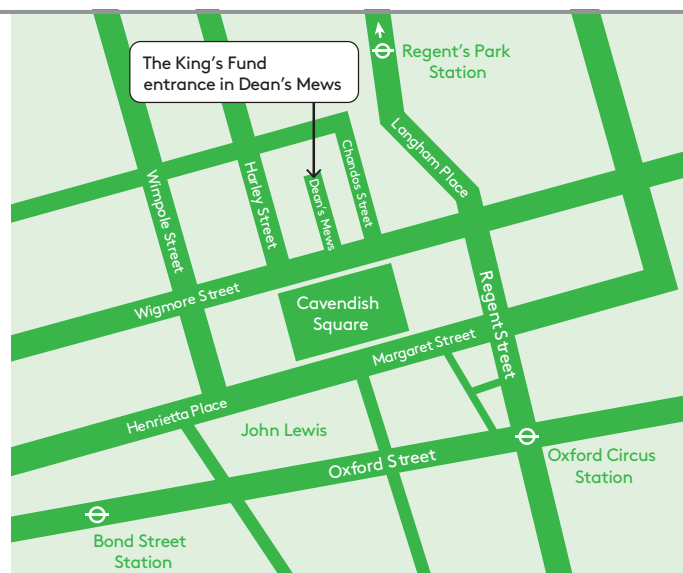 The King's Fund
entrance in Dean's Mews
Regent's Park
Station
Langham Place
Chandos Street
Harley Street
Wimpole Street
Dean's Mews
Wigmore Street
Cavendish
Square
Regent Street
Margaret Street
Henrietta Place
John Lewis
Oxford Street
Oxford Circus
Station
Bond Street
Station